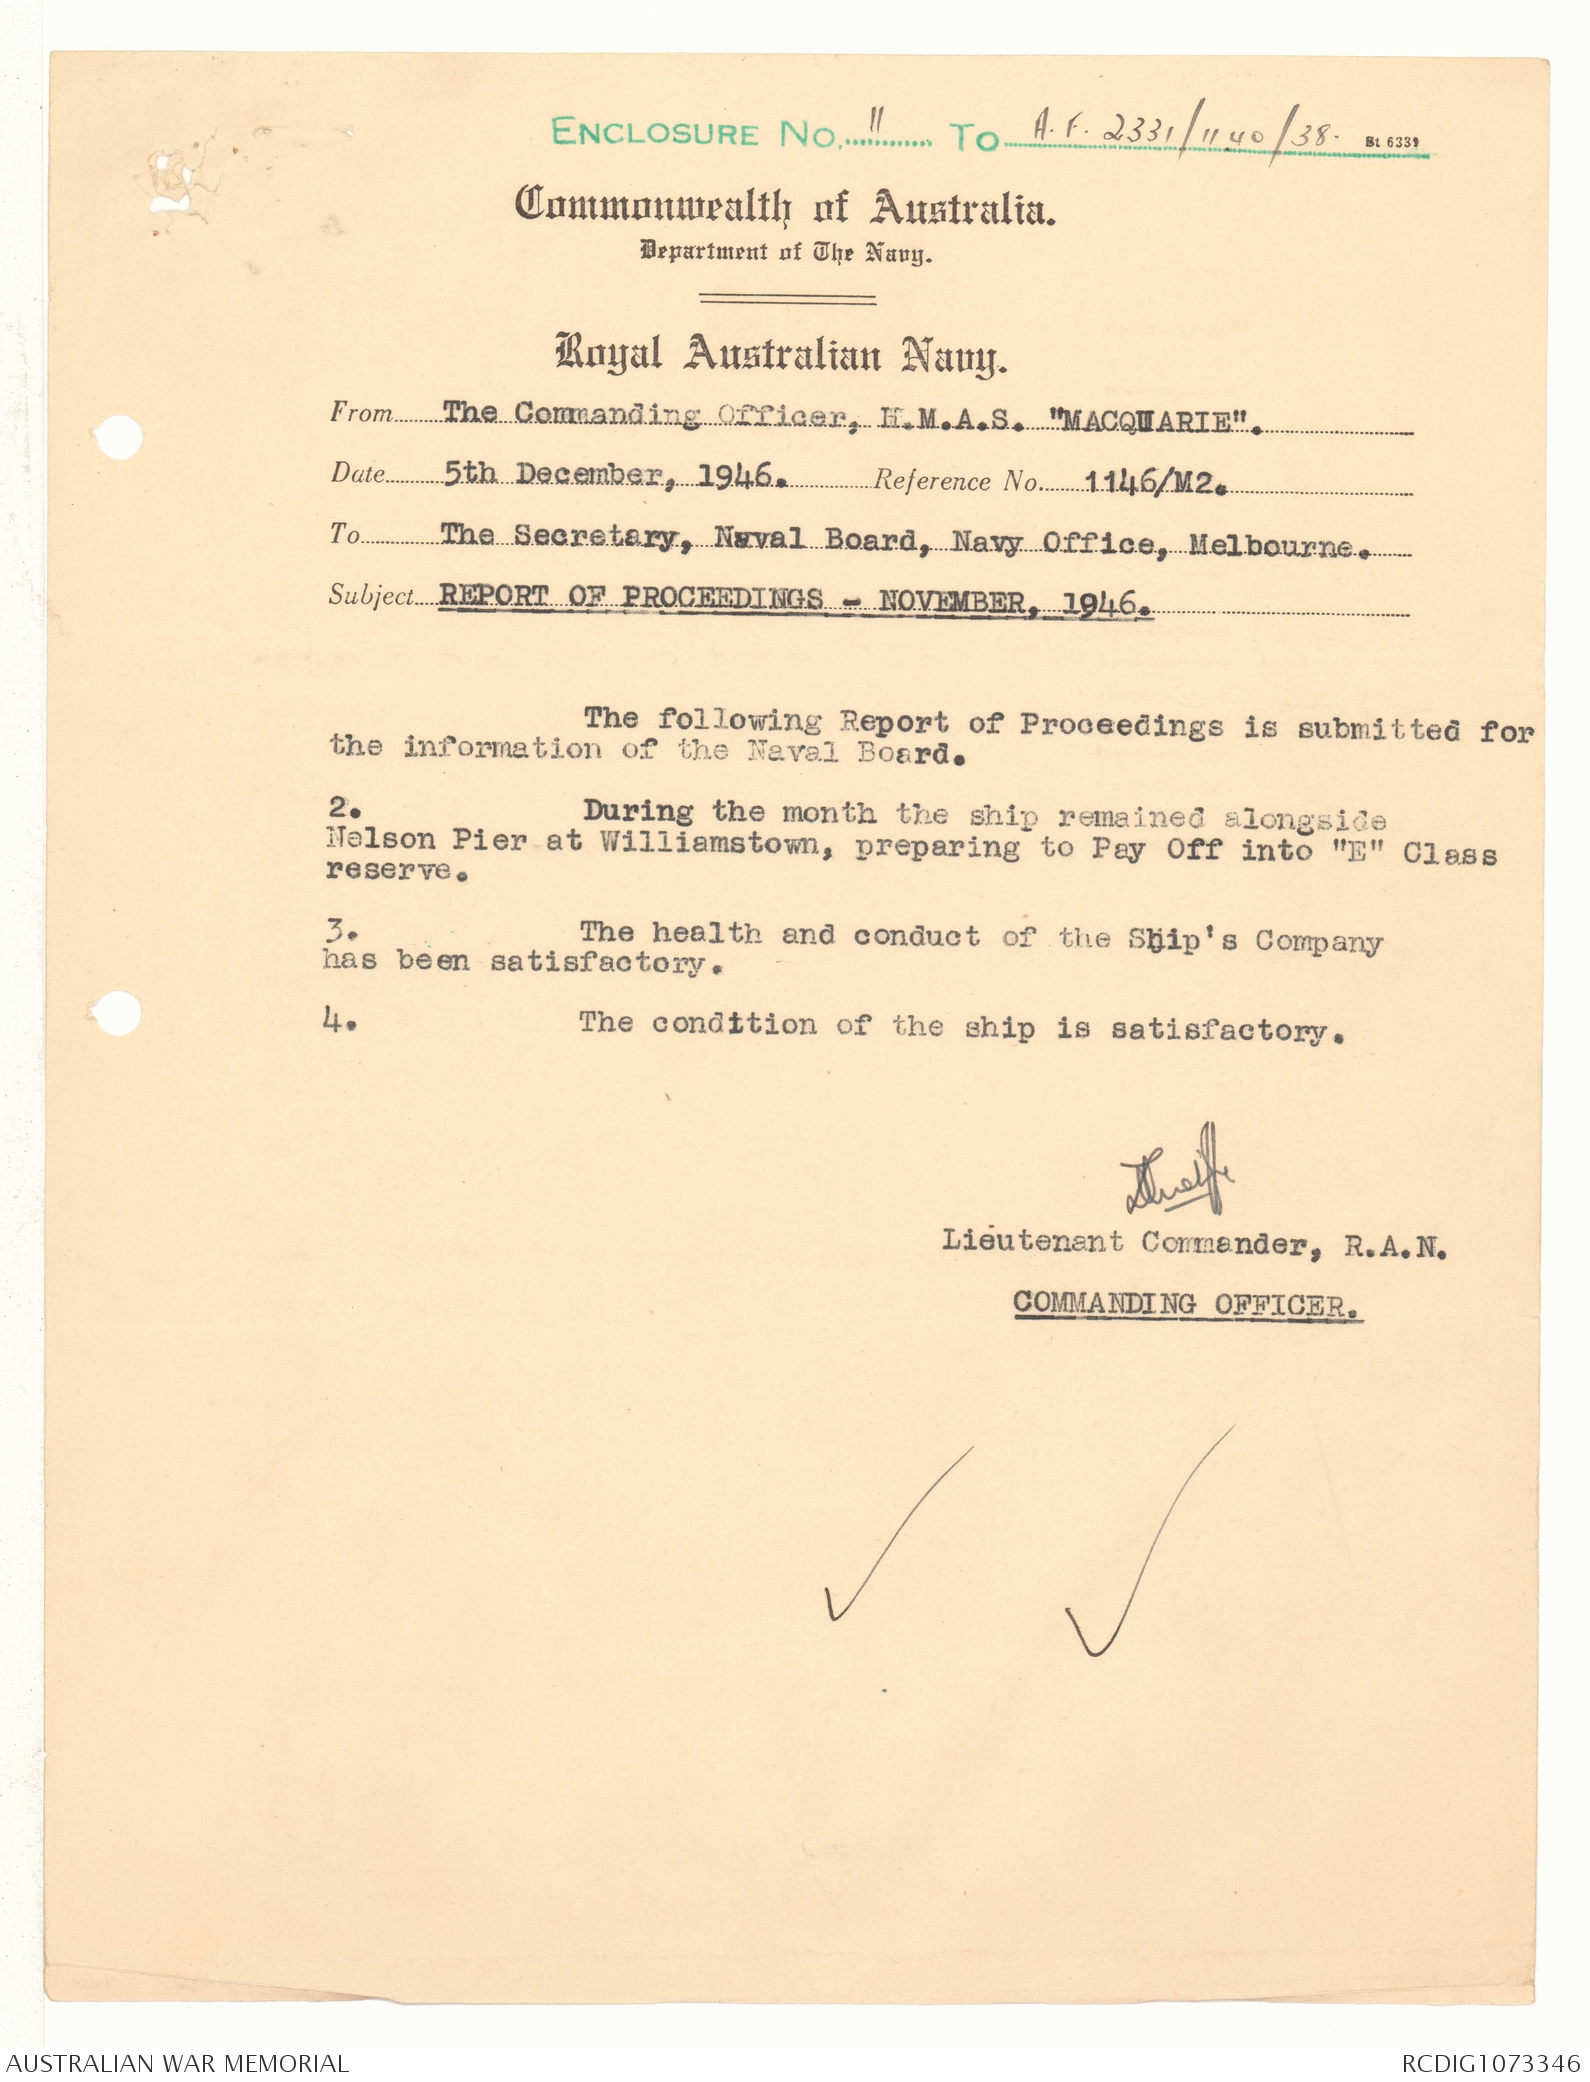 ENCLOSURE No. 11 To A.F. 2331/1140/38. St 6339
Commonwealth of Australia.
Department of The Navy.
Royal Australian Navy.
From The Commanding Officer, H.M.A.S. "MACQUARIE".
Date 5th December, 1946. Reference No. 1146/M2.
To The Secretary, Naval Board, Navy Office, Melbourne.
Subject REPORT OF PROCEEDINGS - NOVEMBER, 1946.
The following Report of Proceedings is submitted for
the information of the Naval Board.
2. During the month the ship remained alongside
Nelson Pier at Williamstown, preparing to Pay Off into "E" Class
reserve.
3. The health and conduct of the Ship's Company
has been satisfactory.
4. The condition of the ship is satisfactory.
Lieutenant Commander, R.A.N.
COMMANDING OFFICER.
AUSTRALIAN WAR MEMORIAL
RCDIG1073346